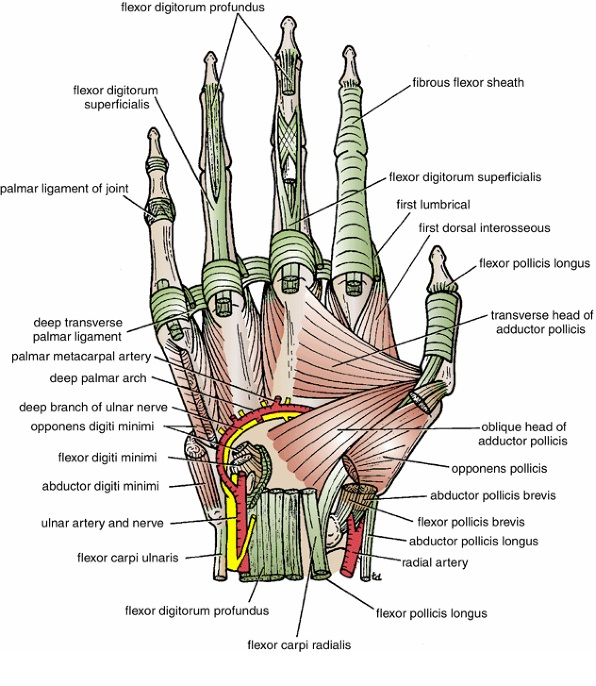 flexor digitorum profundus
flexor digitorum
superficialis
fibrous flexor sheath
palmar ligament of joint
flexor digitorum superficialis
first lumbrical
first dorsal interosseous
flexor pollicis longus
deep transverse
palmar ligament
transverse head of
adductor pollicis
palmar metacarpal artery
deep palmar arch
deep branch of ulnar nerve
opponens digiti minimi
oblique head of
adductor pollicis
flexor digiti minimi
opponens pollicis
abductor digiti minimi
abductor pollicis brevis
ulnar artery and nerve
flexor pollicis brevis
abductor pollicis longus
flexor carpi ulnaris
radial artery
flexor digitorum profundus
flexor pollicis longus
flexor carpi radialis